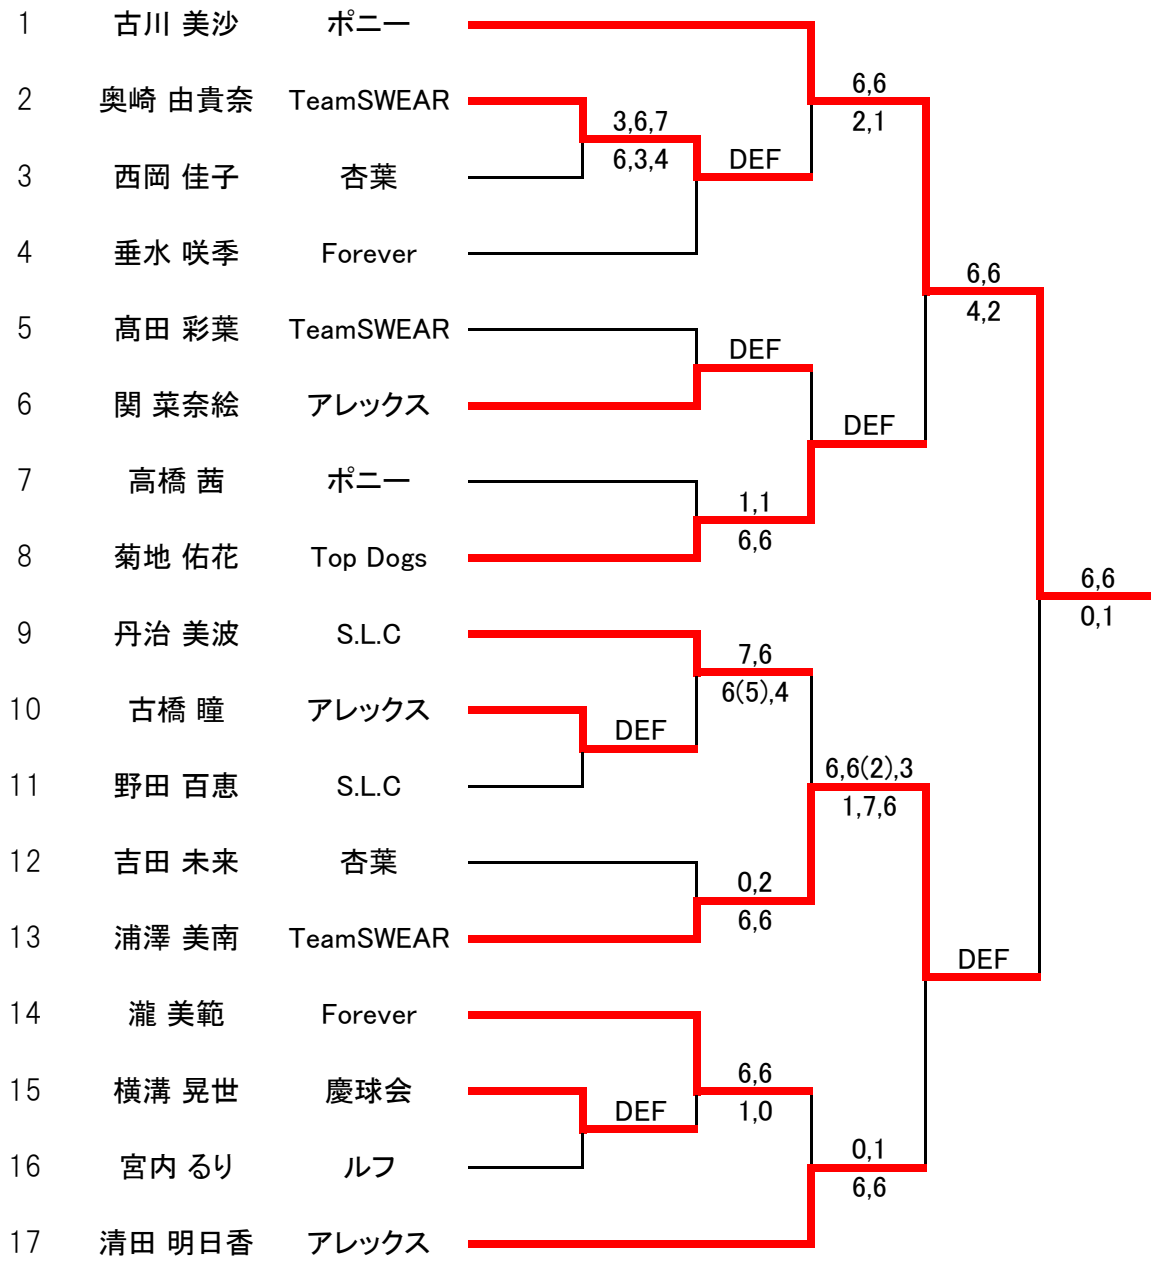 1 古川 美沙 ポニー
6,6
2 奥崎 由貴奈 TeamSWEAR
3,6,7
2,1
6,3,4
DEF
3 西岡 佳子 杏葉
4 垂水 咲季 Forever
6,6
4,2
5 髙田 彩葉 TeamSWEAR
DEF
6 関 菜奈絵 アレックス
DEF
7 高橋 茜 ポニー
1,1
6,6
8 菊地 佑花 Top Dogs
6,6
0,1
9 丹治 美波 S.L.C
7,6
6(5),4
10 古橋 瞳 アレックス
DEF
11 野田 百恵 S.L.C
6,6(2),3
1,7,6
12 吉田 未来 杏葉
0,2
6,6
13 浦澤 美南 TeamSWEAR
DEF
14 瀧 美範 Forever
6,6
15 横溝 晃世 慶球会
DEF
1,0
16 宮内 るり ルフ
0,1
6,6
17 清田 明日香 アレックス